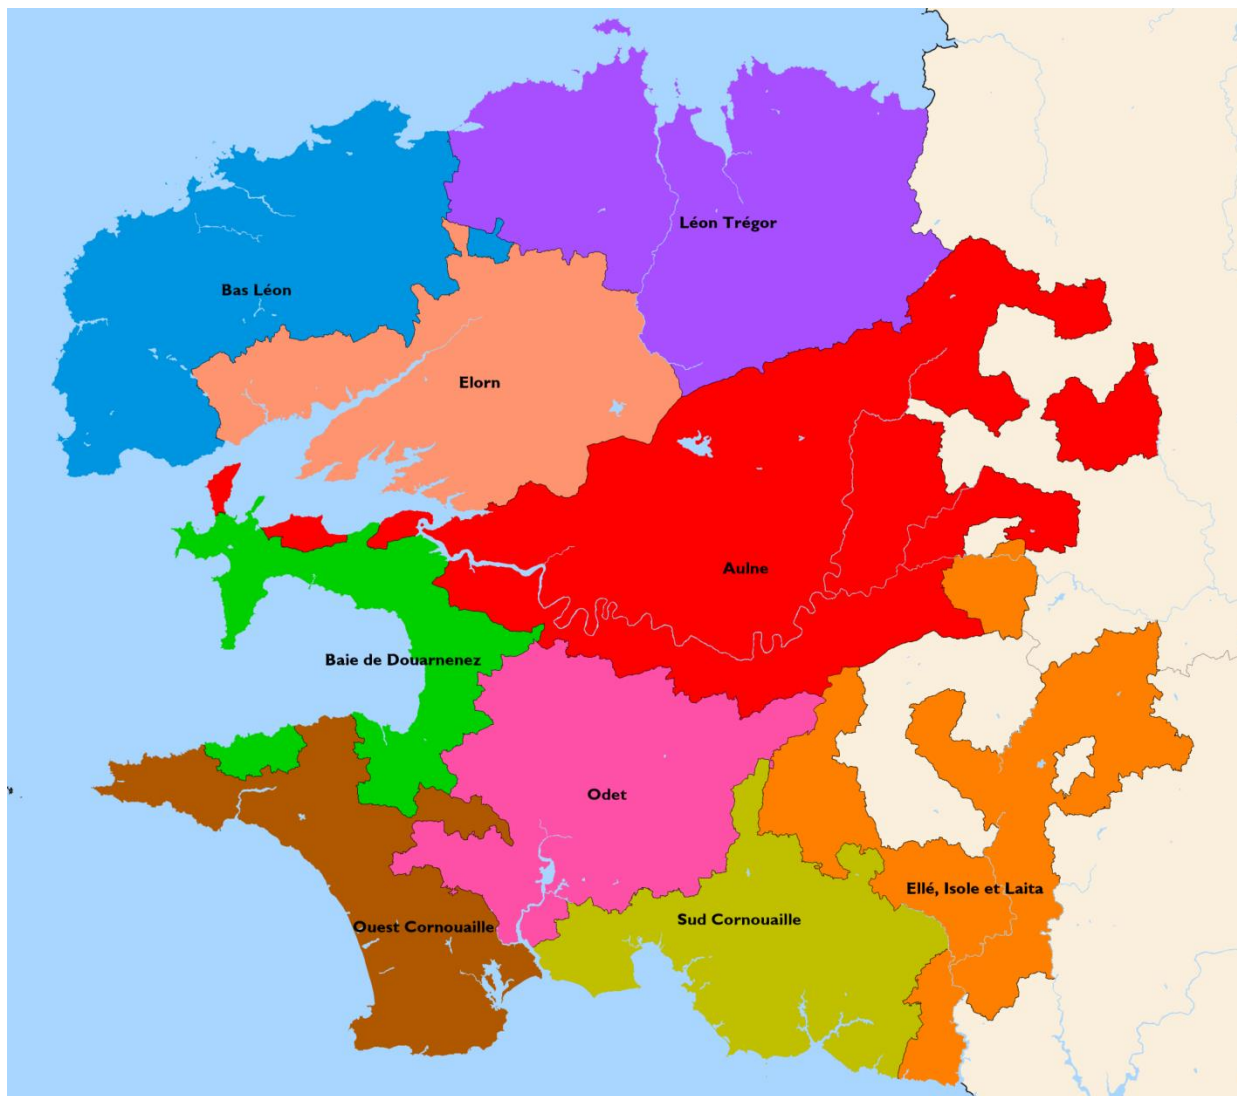 Léon Trégor
Bas Léon
Elorn
Aulne
Baie de Douarnenez
Odet
Ellé, Isole et Laita
Sud Cornouaille
Ouest Cornouaille